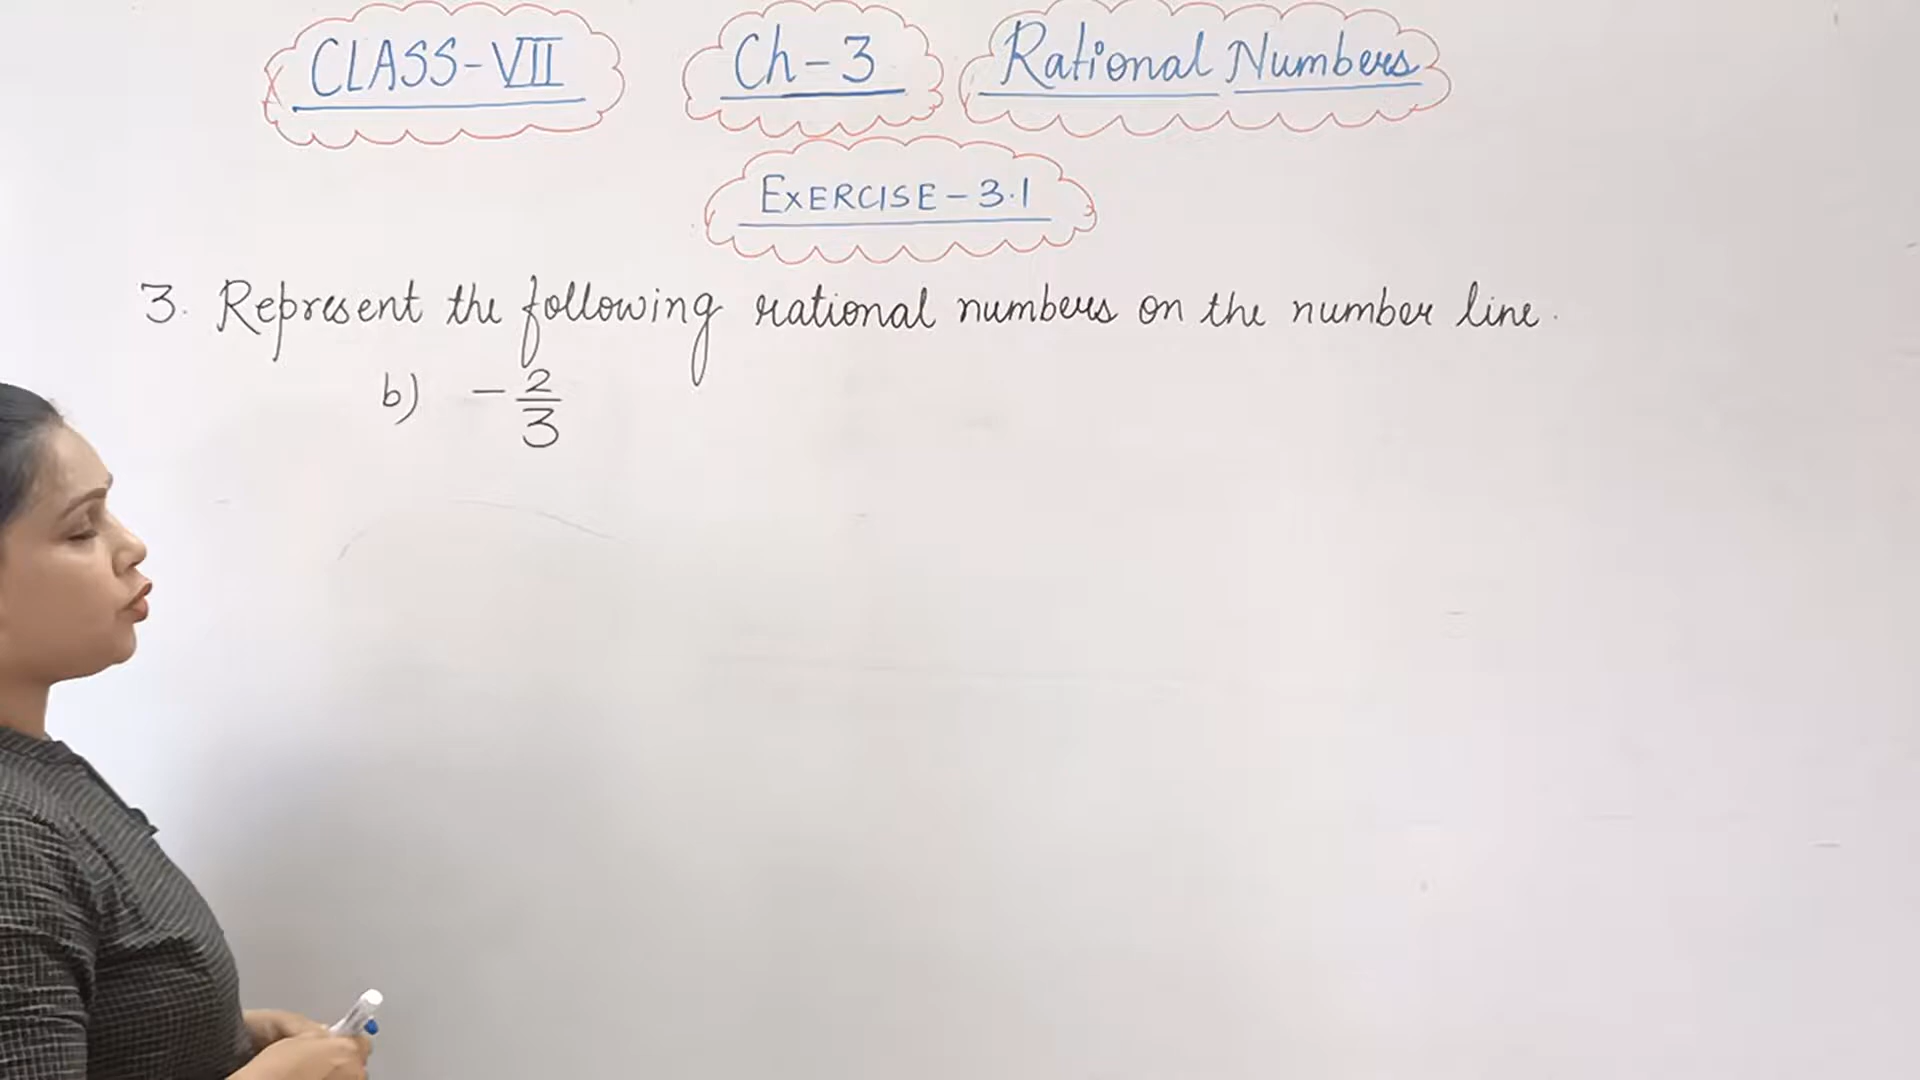 CLASS-VII Ch-3 Rational Numbers
EXERCISE-3.1
3. Represent the following rational numbers on the number line.
b) -2/3